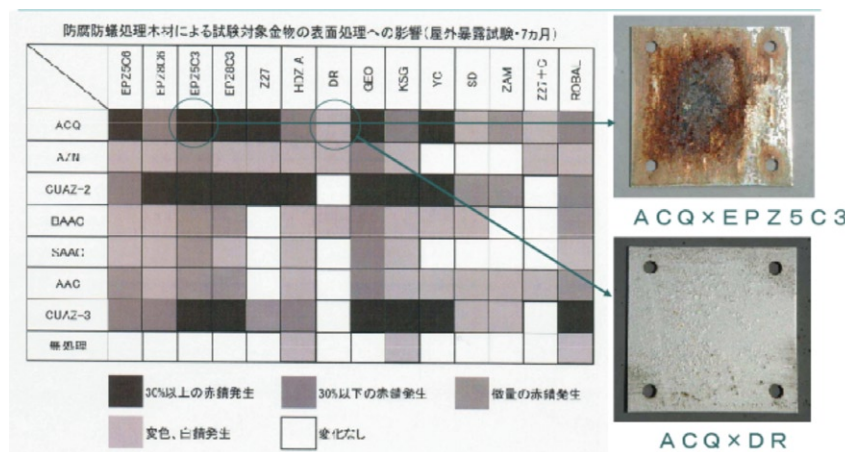 防腐防蟻処理木材による試験対象金物の表面処理への影響(屋外暴露試験・7ヵ月)
EPZ5C3 Z27 DR GEO KSG YC SD ZAM Z27+C ROBAL
ACQ
AZN
CUAZ-2
SAAC
AAC
CUAZ-3
無処理
30%以上の赤錆発生 30%以下の赤錆発生 微量の赤錆発生
変色、白錆発生 変化なし
ACQ×EPZ5C3
ACQ×DR